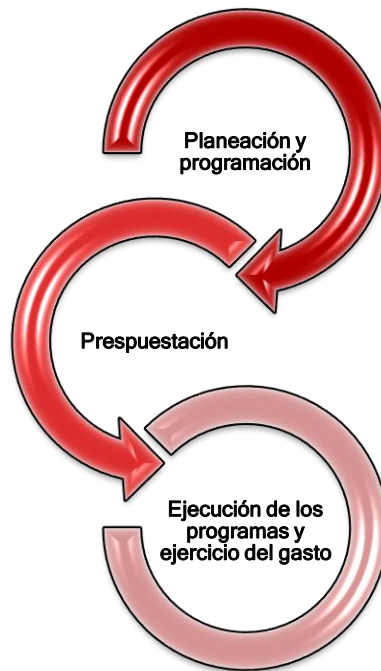 Planeación y
programación
Prespuestación
Ejecución de los
programas y
ejercicio del gasto